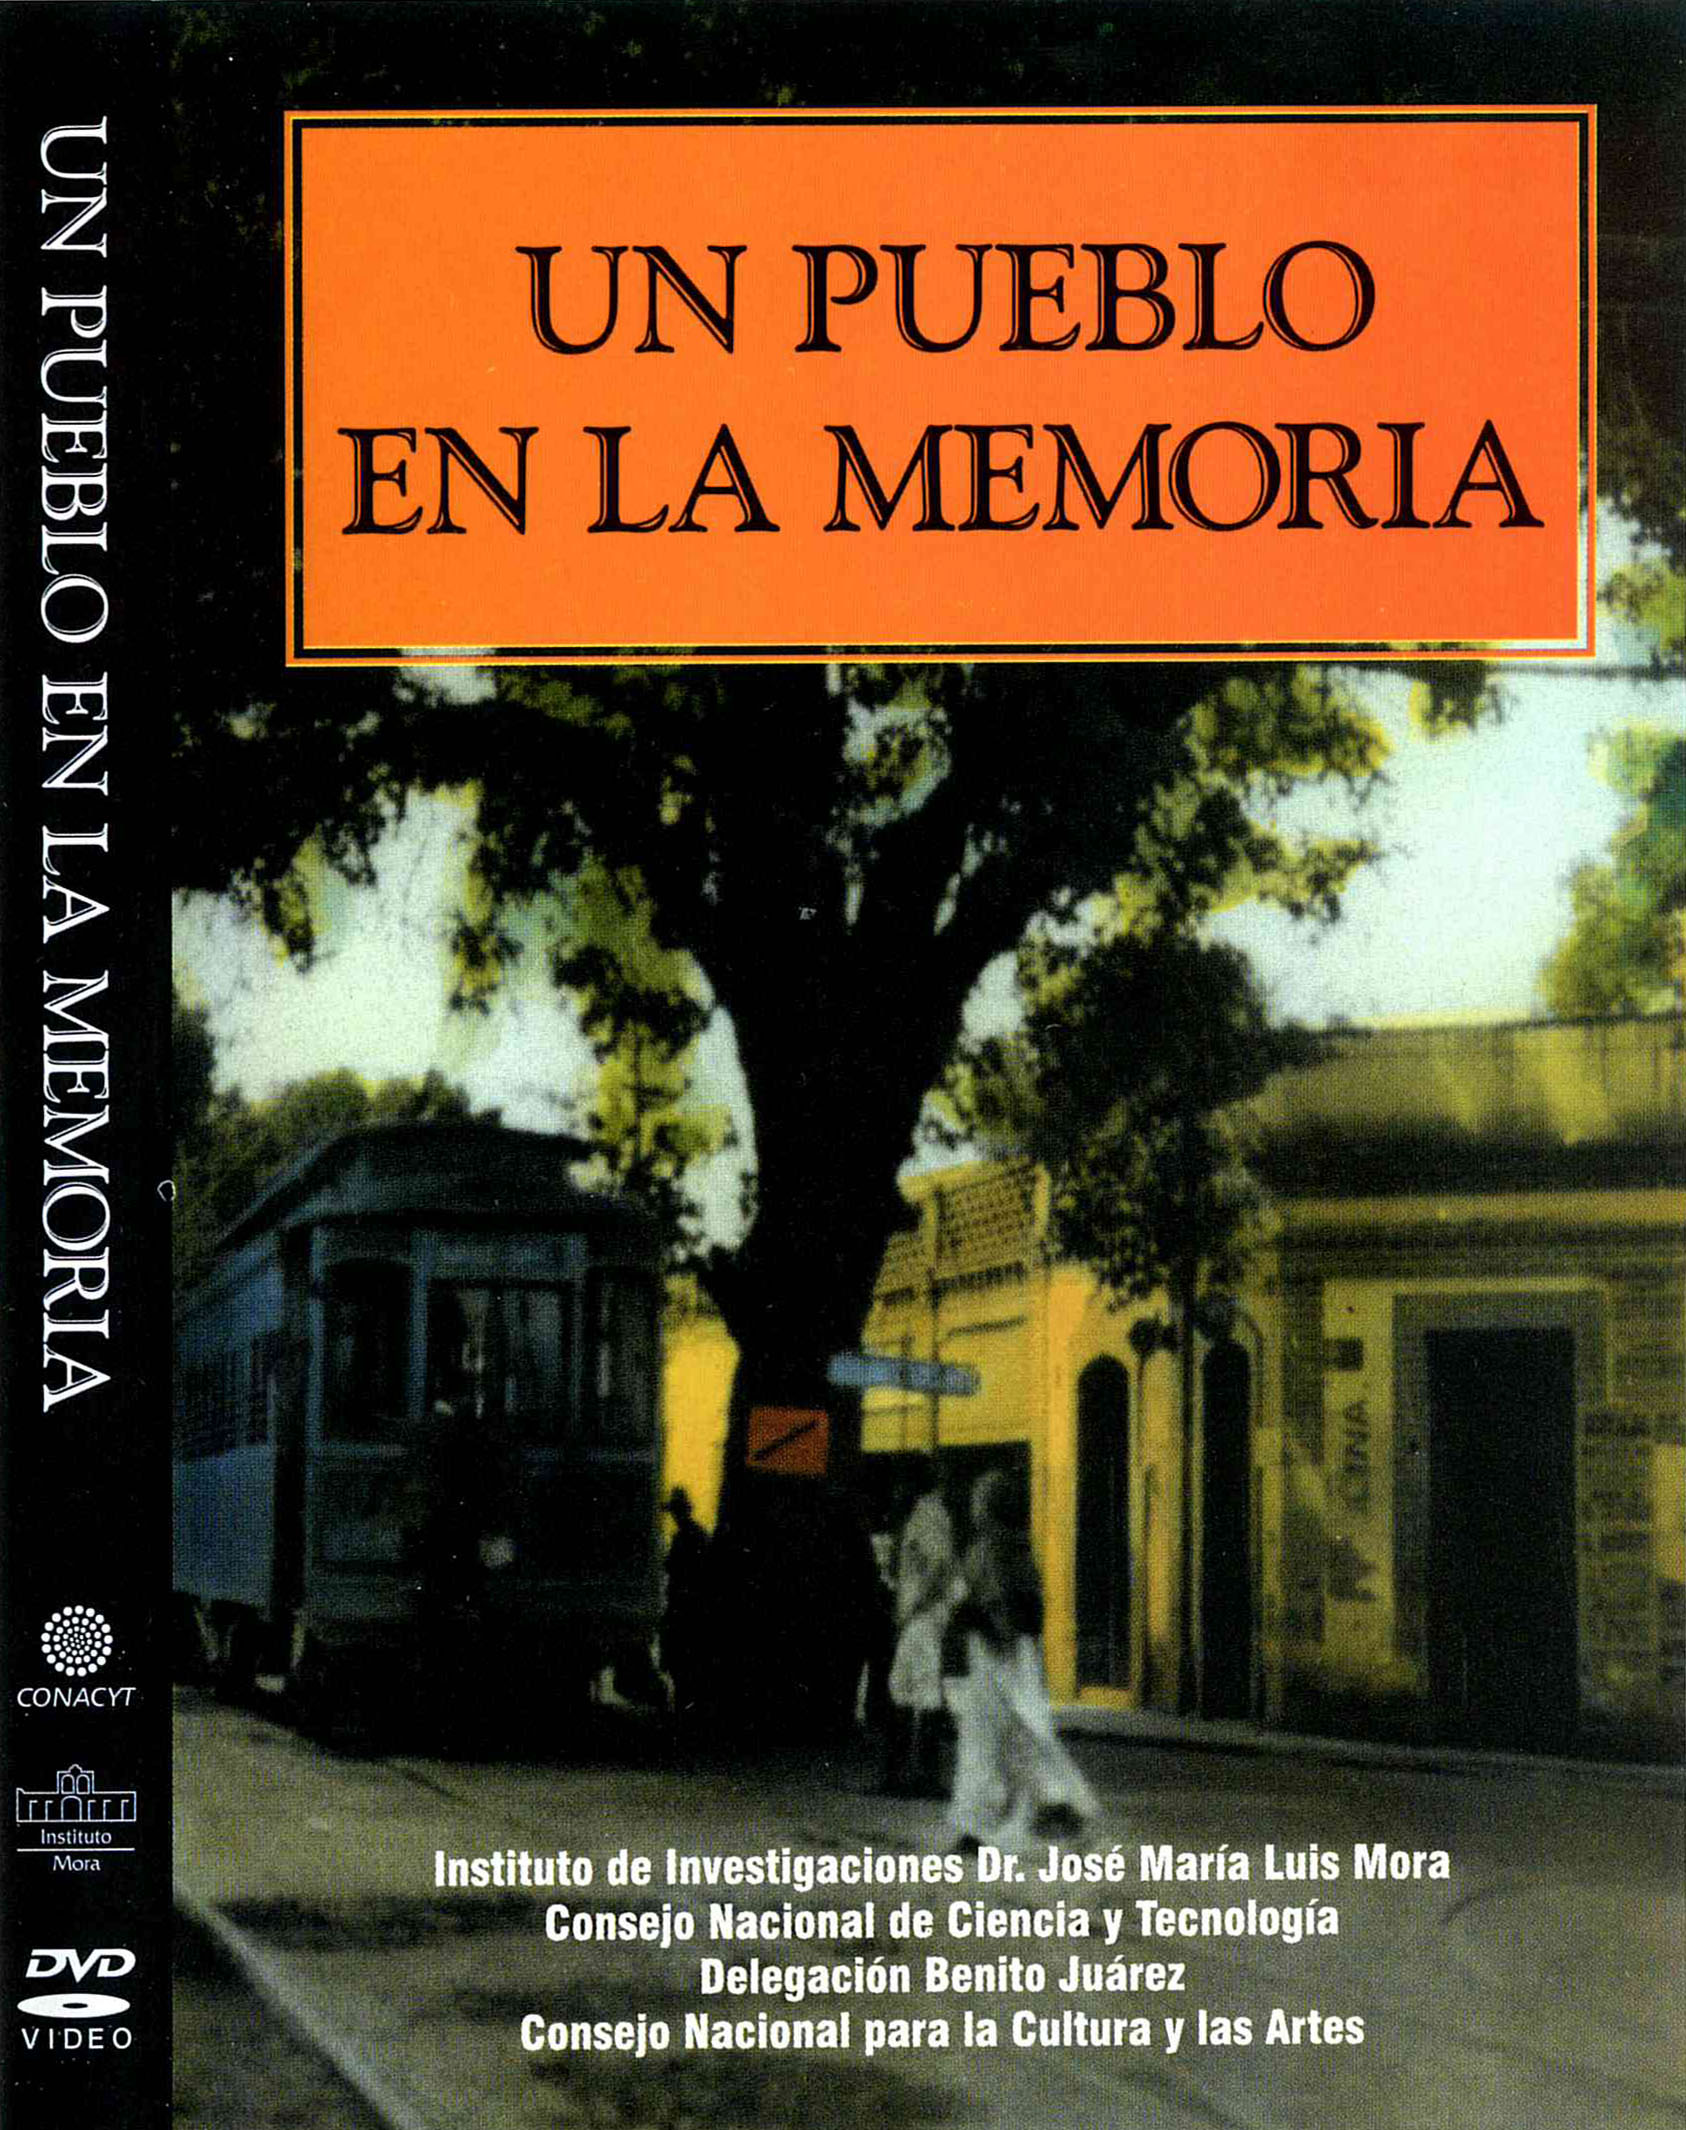 UN PUEBLO EN LA MEMORIA
CONACYT
Instituto
Mora
DVD
VIDEO
UN PUEBLO
EN LA MEMORIA
Instituto de Investigaciones Dr. José María Luis Mora
Consejo Nacional de Ciencia y Tecnología
Delegación Benito Juárez
Consejo Nacional para la Cultura y las Artes